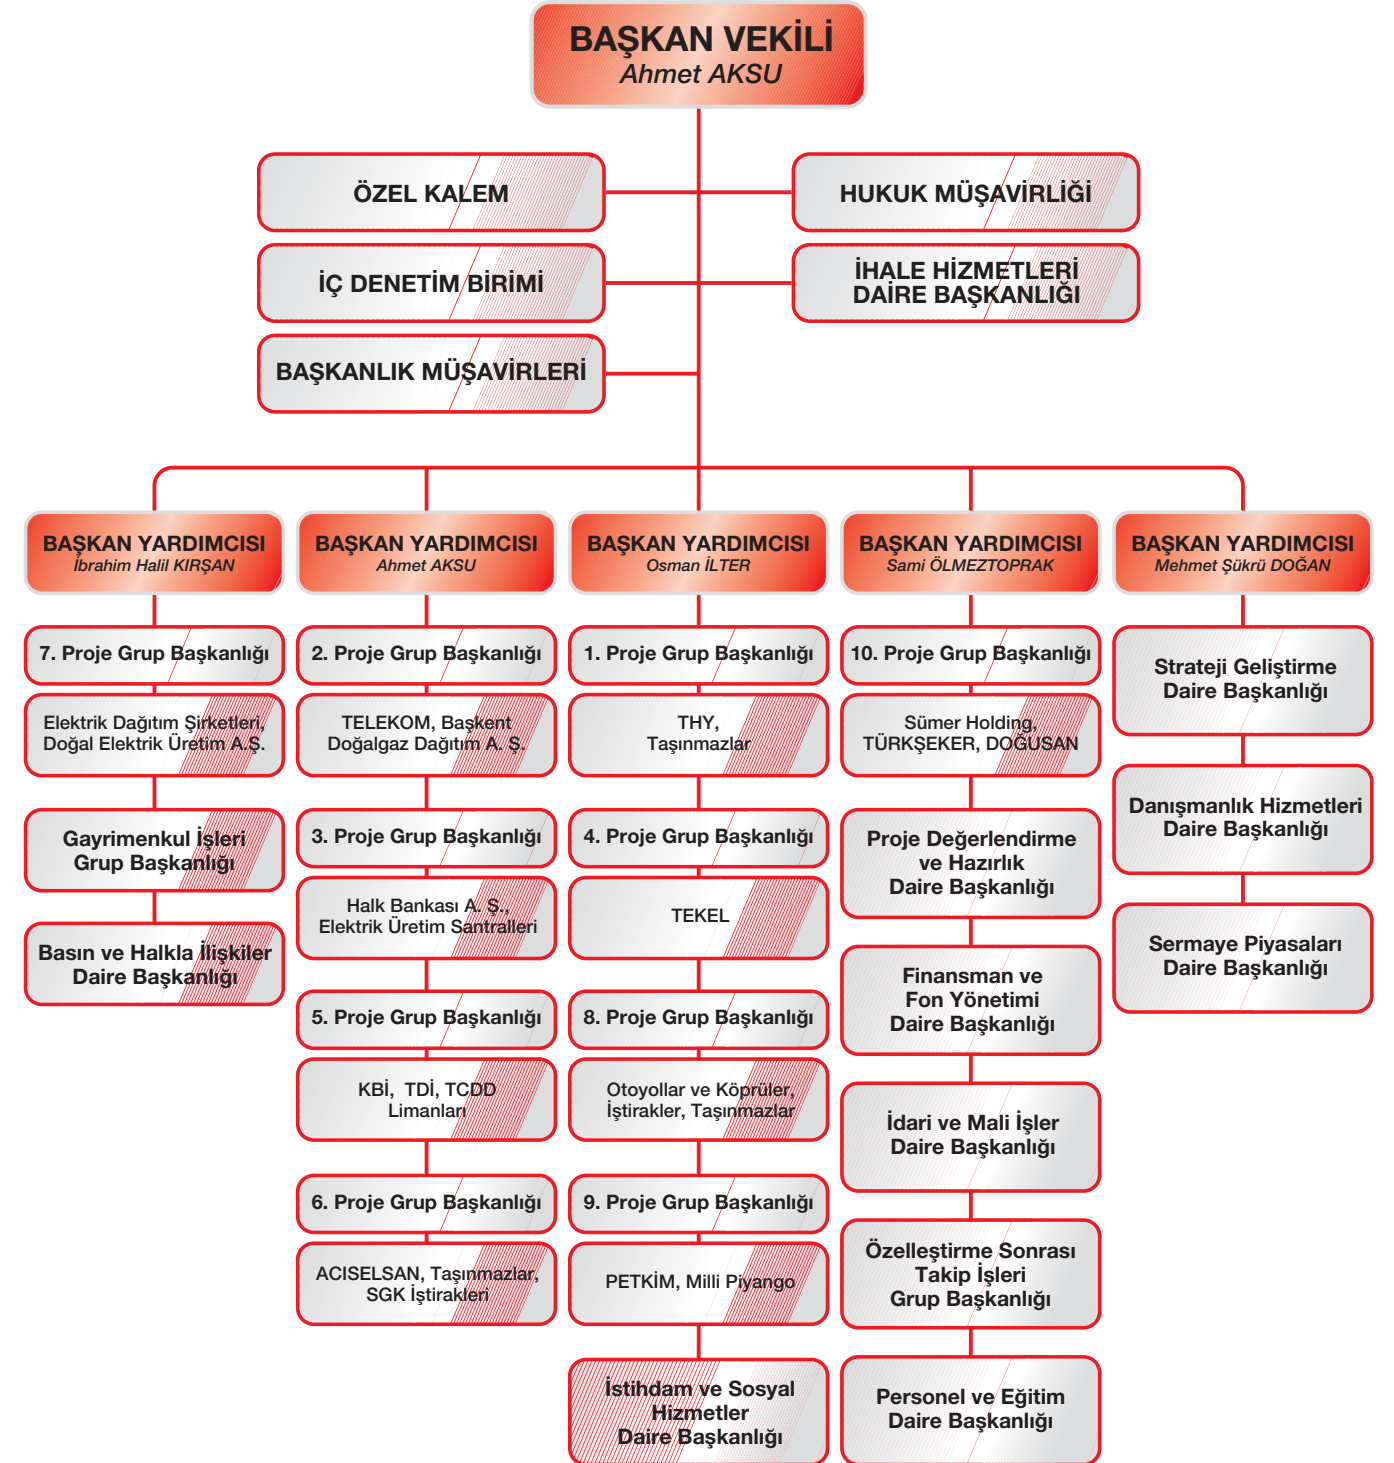 BAŞKAN VEKİLİ
Ahmet AKSU
ÖZEL KALEM
HUKUK MÜŞAVİRLİĞİ
İÇ DENETİM BİRİMİ
İHALE HİZMETLERİ
DAİRE BAŞKANLIĞI
BAŞKANLIK MÜŞAVİRLERİ
BAŞKAN YARDIMCISI
İbrahim Halil KIRŞAN
7. Proje Grup Başkanlığı
Elektrik Dağıtım Şirketleri,
Doğal Elektrik Üretim A.Ş.
Gayrimenkul İşleri
Grup Başkanlığı
Basın ve Halkla İlişkiler
Daire Başkanlığı
BAŞKAN YARDIMCISI
Ahmet AKSU
2. Proje Grup Başkanlığı
TELEKOM, Başkent
Doğalgaz Dağıtım A. Ş.
3. Proje Grup Başkanlığı
Halk Bankası A. Ş.,
Elektrik Üretim Santralleri
5. Proje Grup Başkanlığı
KBİ, TDİ, TCDD
Limanları
6. Proje Grup Başkanlığı
ACISELSAN, Taşınmazlar,
SGK İştirakleri
BAŞKAN YARDIMCISI
Osman İLTER
1. Proje Grup Başkanlığı
THY,
Taşınmazlar
4. Proje Grup Başkanlığı
TEKEL
8. Proje Grup Başkanlığı
Otoyollar ve Köprüler,
İştirakler, Taşınmazlar
9. Proje Grup Başkanlığı
PETKİM, Milli Piyango
İstihdam ve Sosyal
Hizmetler
Daire Başkanlığı
BAŞKAN YARDIMCISI
Sami ÖLMEZTOPRAK
10. Proje Grup Başkanlığı
Sümer Holding,
TÜRKŞEKER, DOĞUSAN
Proje Değerlendirme
ve Hazırlık
Daire Başkanlığı
Finansman ve
Fon Yönetimi
Daire Başkanlığı
İdari ve Mali İşler
Daire Başkanlığı
Özelleştirme Sonrası
Takip İşleri
Grup Başkanlığı
Personel ve Eğitim
Daire Başkanlığı
BAŞKAN YARDIMCISI
Mehmet Şükrü DOĞAN
Strateji Geliştirme
Daire Başkanlığı
Danışmanlık Hizmetleri
Daire Başkanlığı
Sermaye Piyasaları
Daire Başkanlığı